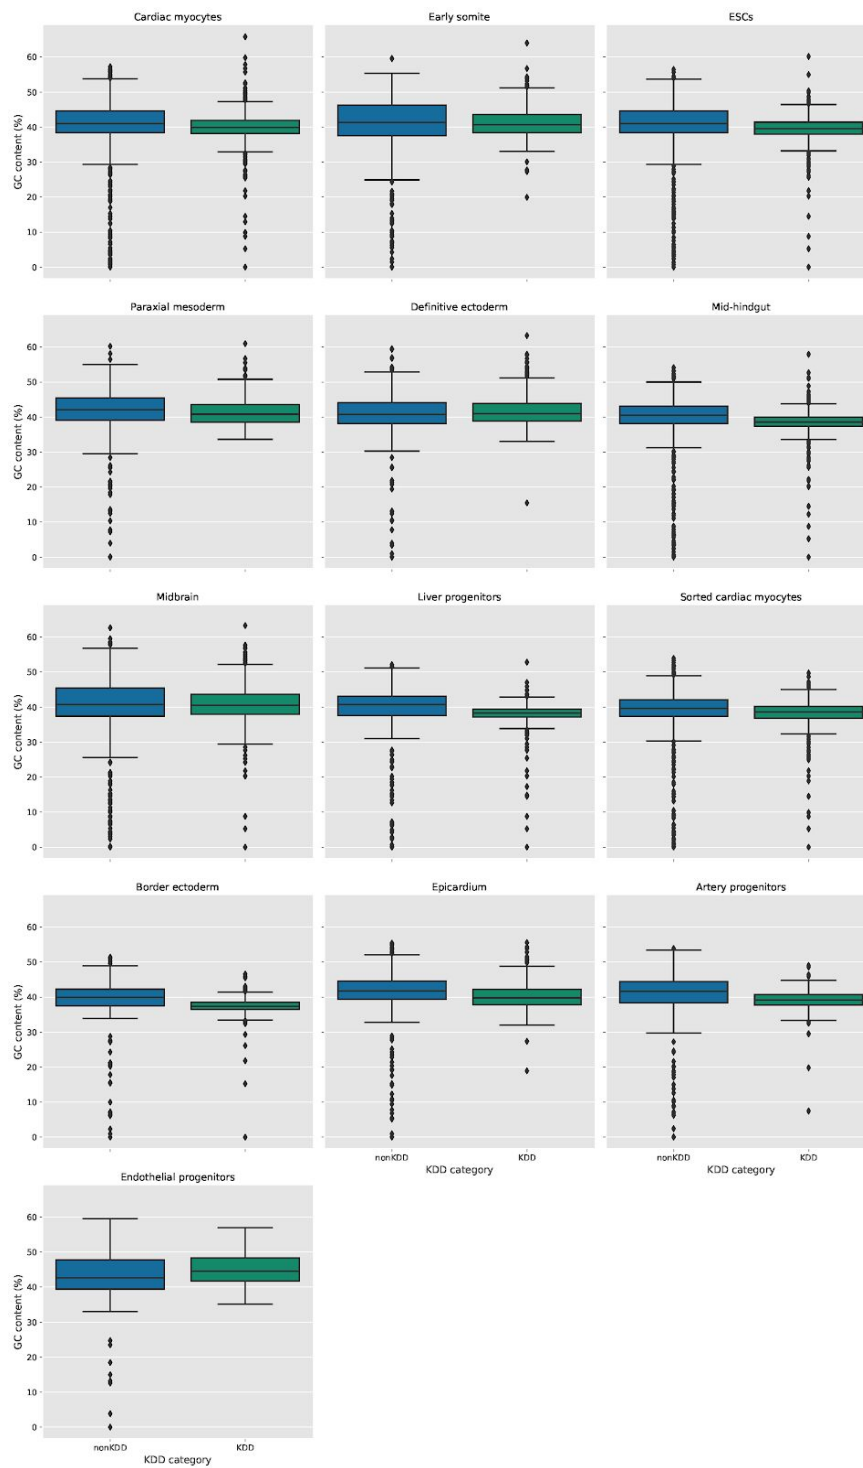 Cardiac myocytes
Early somite
ESCs
GC content (%)
60
50
40
30
20
10
0
Paraxial mesoderm
Definitive ectoderm
Mid-hindgut
GC content (%)
60
50
40
30
20
10
0
Midbrain
Liver progenitors
Sorted cardiac myocytes
GC content (%)
60
50
40
30
20
10
0
Border ectoderm
Epicardium
Artery progenitors
GC content (%)
60
50
40
30
20
10
0
nonKDD
KDD
KDD category
nonKDD
KDD
KDD category
Endothelial progenitors
GC content (%)
60
50
40
30
20
10
0
nonKDD
KDD
KDD category